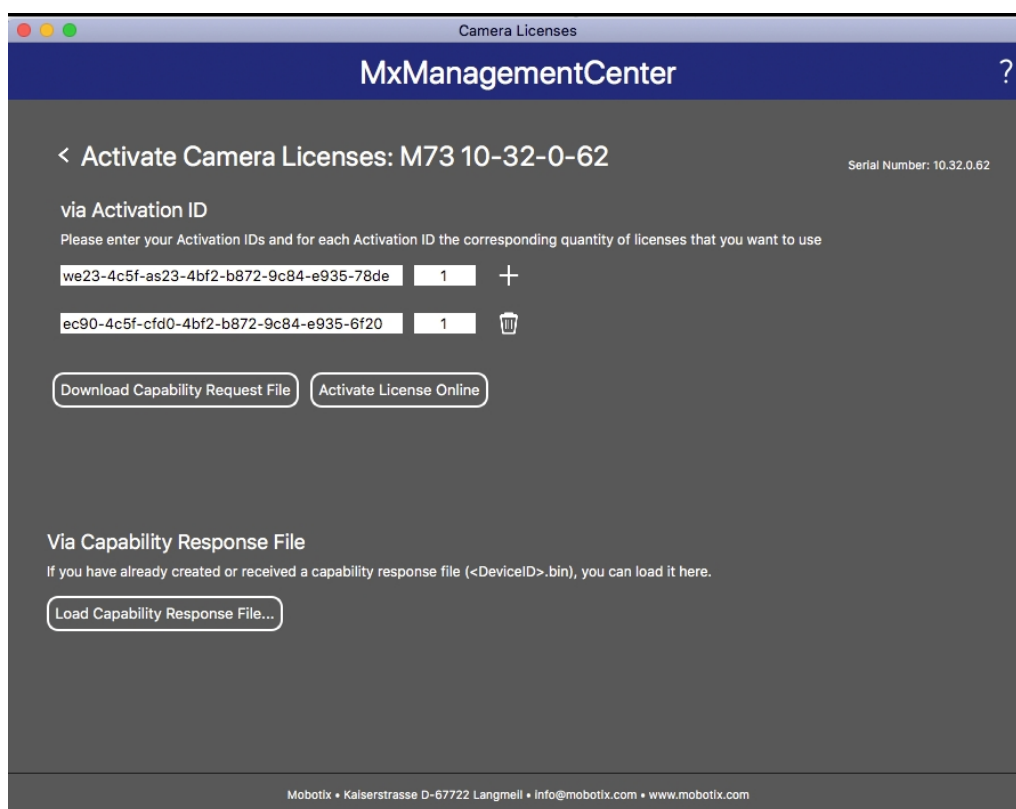 Camera Licenses
MxManagementCenter
?
< Activate Camera Licenses: M73 10-32-0-62
Serial Number: 10.32.0.62
via Activation ID
Please enter your Activation IDs and for each Activation ID the corresponding quantity of licenses that you want to use
we23-4c5f-as23-4bf2-b872-9c84-e935-78de 1 +
ec90-4c5f-cfd0-4bf2-b872-9c84-e935-6f20 1
Download Capability Request File Activate License Online
Via Capability Response File
If you have already created or received a capability response file (<DeviceID>.bin), you can load it here.
Load Capability Response File...
Mobotix • Kaiserstrasse D-67722 Langmeil • info@mobotix.com • www.mobotix.com